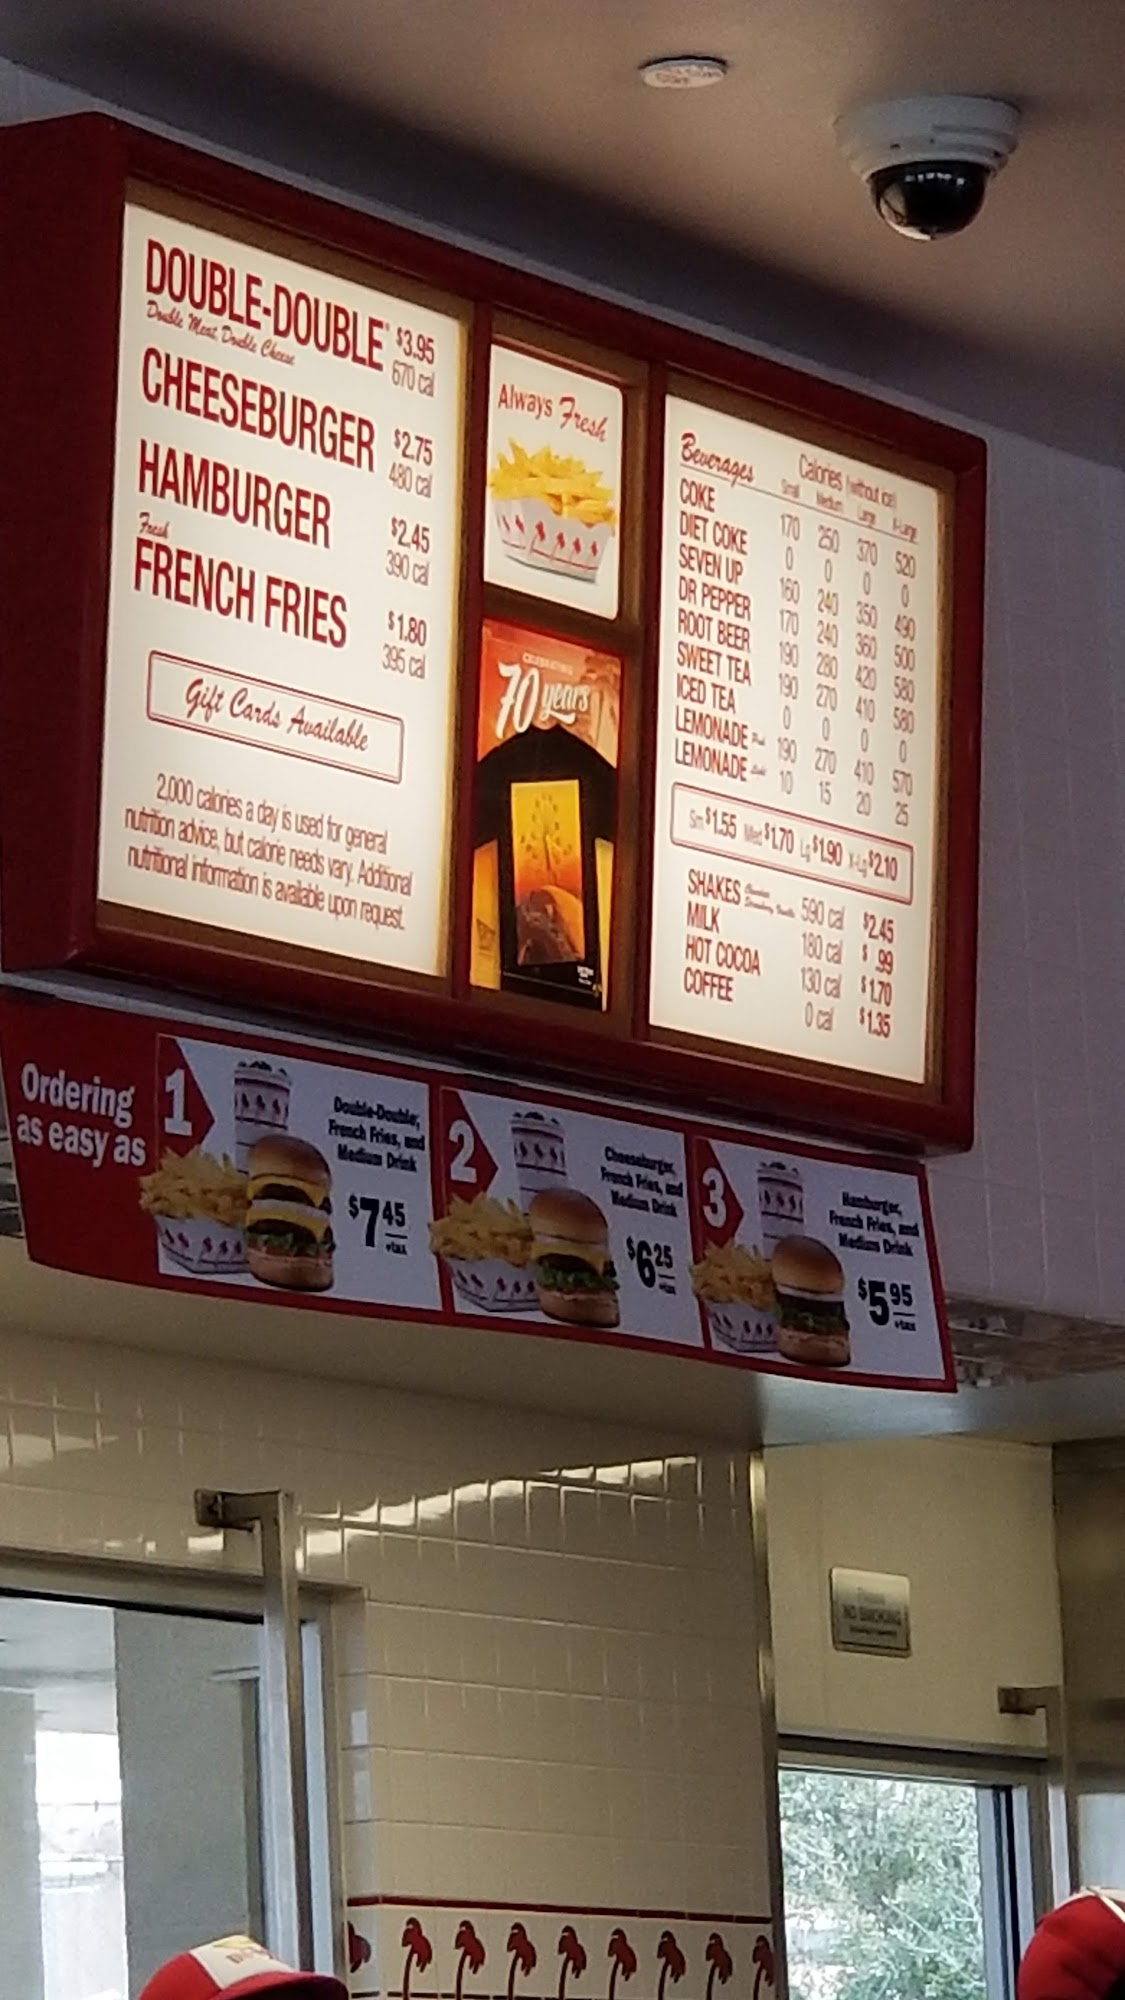 DOUBLE-DOUBLE® $3.95
Double Meat, Double Cheese 670 cal
CHEESEBURGER $2.75
480 cal
HAMBURGER $2.45
390 cal
Fresh
FRENCH FRIES $1.80
395 cal
Gift Cards Available
2,000 calories a day is used for general
nutrition advice, but calorie needs vary. Additional
nutritional information is available upon request.
Always Fresh
CELEBRATING
70 years
Beverages Calories (without ice)
Small Medium Large X-Large
COKE 170 250 370 520
DIET COKE 0 0 0 0
SEVEN UP 160 240 350 490
DR PEPPER 170 240 360 500
ROOT BEER 190 280 420 580
SWEET TEA 190 270 410 580
ICED TEA 0 0 0 0
LEMONADE Pink 190 270 410 570
LEMONADE Light 10 15 20 25
Sm $1.55 Med $1.70 Lg $1.90 X-Lg $2.10
SHAKES Chocolate Strawberry, Vanilla 590 cal $2.45
MILK 180 cal $ .99
HOT COCOA 130 cal $1.70
COFFEE 0 cal $1.35
Ordering
as easy as
1
Double-Double,
French Fries, and
Medium Drink
$7 45
+tax
2
Cheeseburger,
French Fries, and
Medium Drink
$6 25
+tax
3
Hamburger,
French Fries, and
Medium Drink
$5 95
+tax
NO SMOKING